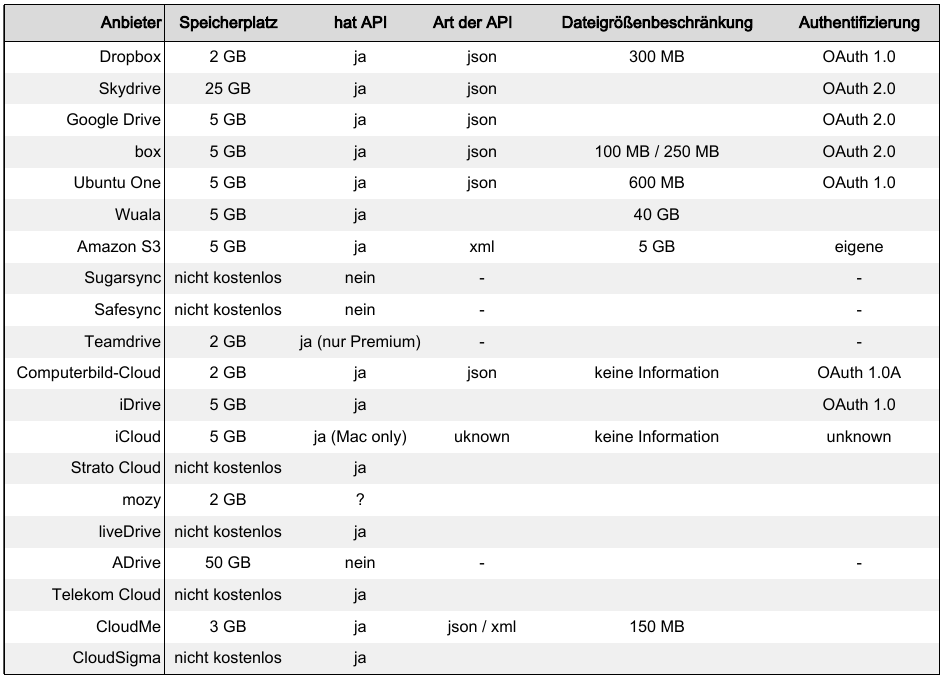 Anbieter Speicherplatz hat API Art der API Dateigrößenbeschränkung Authentifizierung
Dropbox 2 GB ja json 300 MB OAuth 1.0
Skydrive 25 GB ja json OAuth 2.0
Google Drive 5 GB ja json OAuth 2.0
box 5 GB ja json 100 MB / 250 MB OAuth 2.0
Ubuntu One 5 GB ja json 600 MB OAuth 1.0
Wuala 5 GB ja 40 GB
Amazon S3 5 GB ja xml 5 GB eigene
Sugarsync nicht kostenlos nein - -
Safesync nicht kostenlos nein - -
Teamdrive 2 GB ja (nur Premium) - -
Computerbild-Cloud 2 GB ja json keine Information OAuth 1.0A
iDrive 5 GB ja OAuth 1.0
iCloud 5 GB ja (Mac only) uknown keine Information unknown
Strato Cloud nicht kostenlos ja
mozy 2 GB ?
liveDrive nicht kostenlos ja
ADrive 50 GB nein - -
Telekom Cloud nicht kostenlos ja
CloudMe 3 GB ja json / xml 150 MB
CloudSigma nicht kostenlos ja